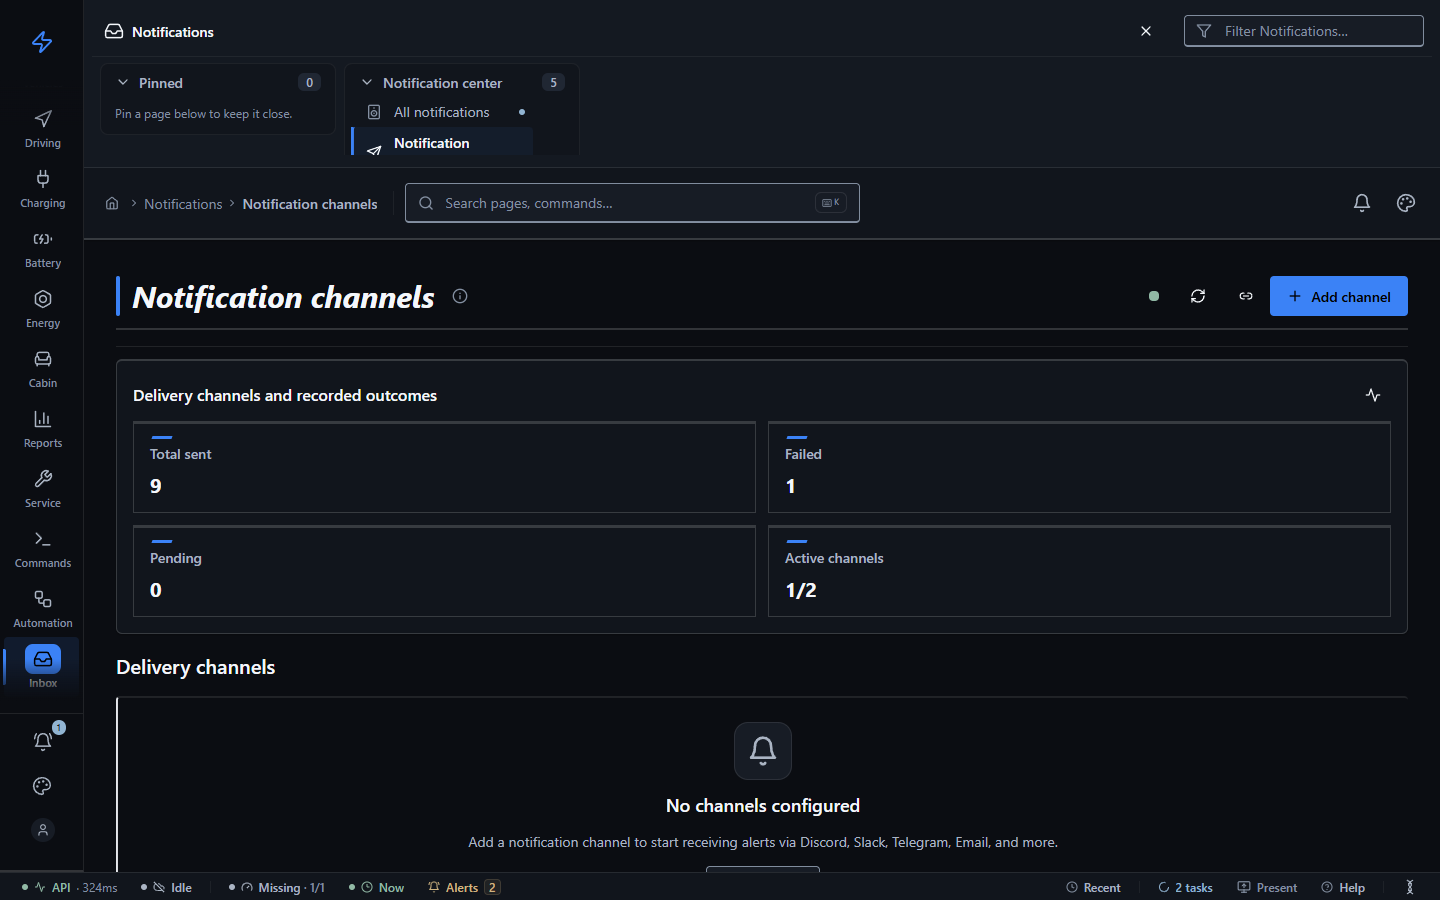 Notifications
Filter Notifications...
Pinned
0
Pin a page below to keep it close.
Notification center
5
All notifications
Notification
Driving
Charging
Battery
Energy
Cabin
Reports
Service
Commands
Automation
Inbox
1
Notifications
Notification channels
Search pages, commands...
K
Notification channels
Add channel
Delivery channels and recorded outcomes
Total sent
9
Failed
1
Pending
0
Active channels
1/2
Delivery channels
No channels configured
Add a notification channel to start receiving alerts via Discord, Slack, Telegram, Email, and more.
API · 324ms
Idle
Missing · 1/1
Now
Alerts 2
Recent
2 tasks
Present
Help